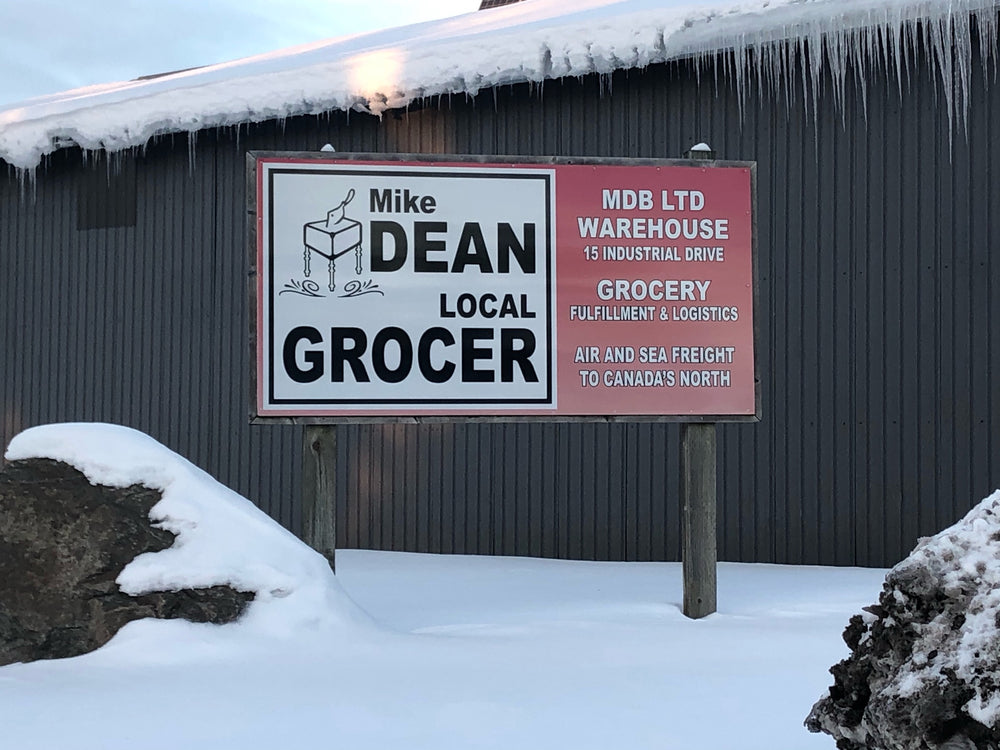 Mike
DEAN
LOCAL
GROCER
MDB LTD
WAREHOUSE
15 INDUSTRIAL DRIVE
GROCERY
FULFILLMENT & LOGISTICS
AIR AND SEA FREIGHT
TO CANADA'S NORTH